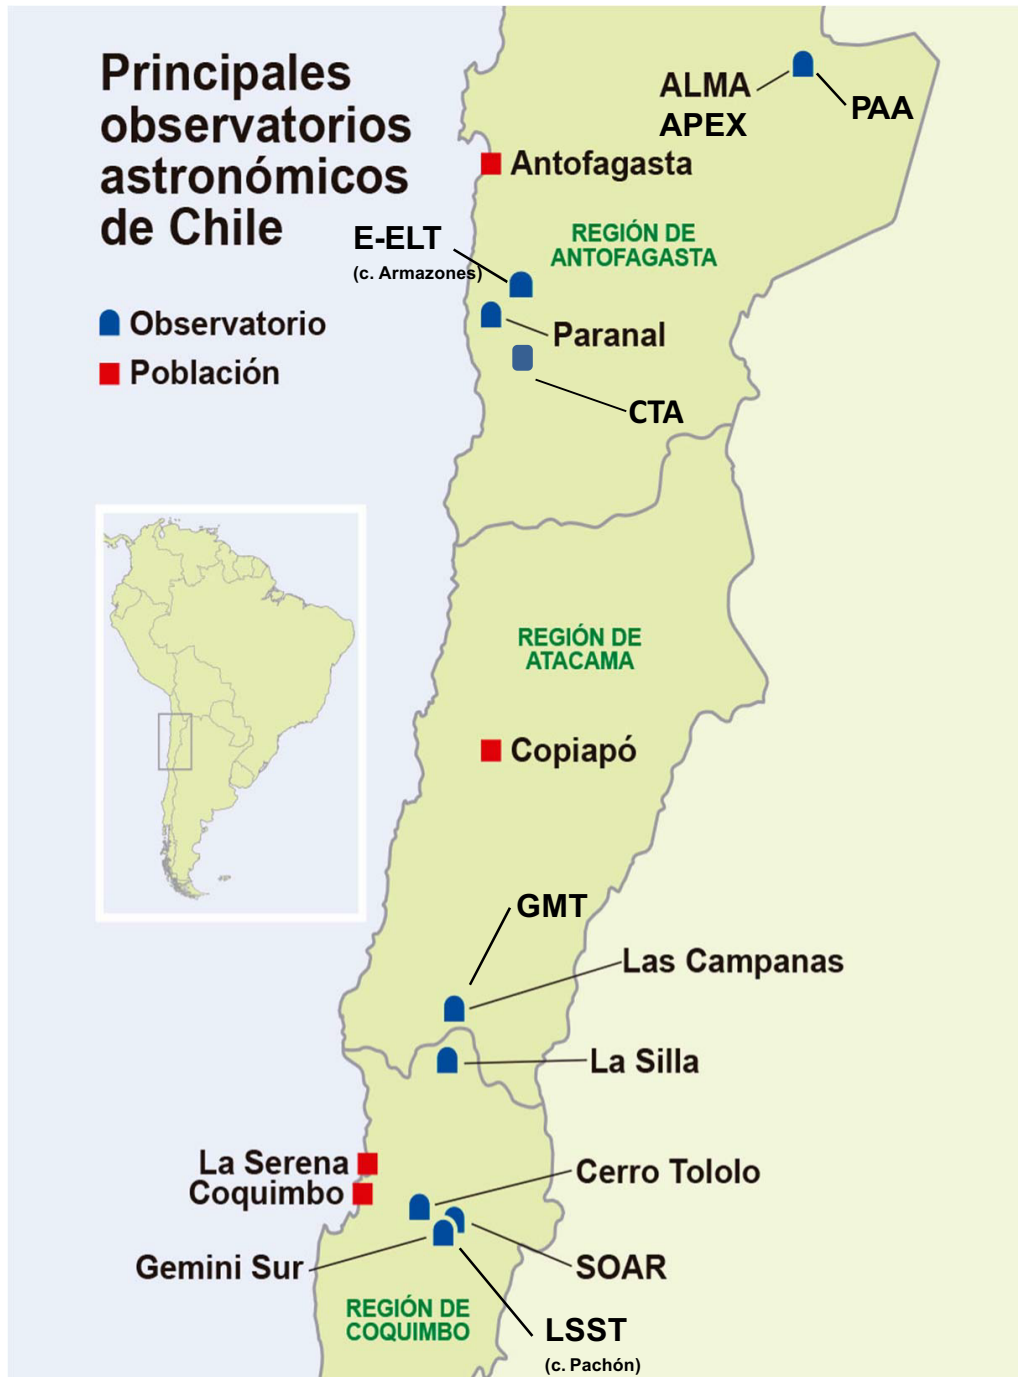 Principales
observatorios
astronómicos
de Chile
Observatorio
Población
ALMA
APEX
PAA
Antofagasta
E-ELT
(c. Armazones)
REGIÓN DE
ANTOFAGASTA
Paranal
CTA
REGIÓN DE
ATACAMA
Copiapó
GMT
Las Campanas
La Silla
La Serena
Coquimbo
Cerro Tololo
Gemini Sur
SOAR
REGIÓN DE
COQUIMBO
LSST
(c. Pachón)